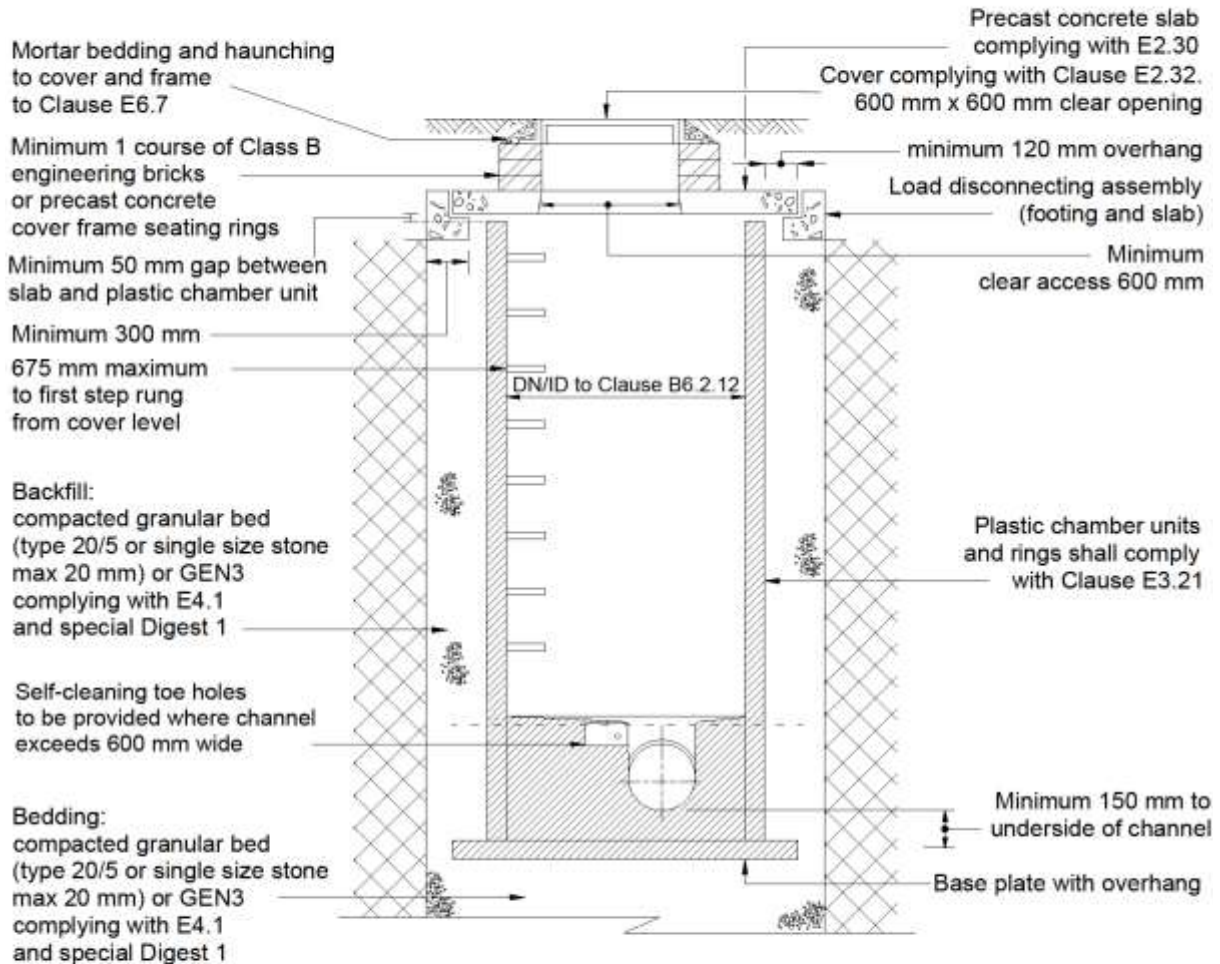 Mortar bedding and haunching
to cover and frame
to Clause E6.7
Minimum 1 course of Class B
engineering bricks
or precast concrete
cover frame seating rings
Minimum 50 mm gap between
slab and plastic chamber unit
Minimum 300 mm
675 mm maximum
to first step rung
from cover level
Backfill:
compacted granular bed
(type 20/5 or single size stone
max 20 mm) or GEN3
complying with E4.1
and special Digest 1
Self-cleaning toe holes
to be provided where channel
exceeds 600 mm wide
Bedding:
compacted granular bed
(type 20/5 or single size stone
max 20 mm) or GEN3
complying with E4.1
and special Digest 1
DN/ID to Clause B6.2.12
Precast concrete slab
complying with E2.30
Cover complying with Clause E2.32.
600 mm x 600 mm clear opening
minimum 120 mm overhang
Load disconnecting assembly
(footing and slab)
Minimum
clear access 600 mm
Plastic chamber units
and rings shall comply
with Clause E3.21
Minimum 150 mm to
underside of channel
Base plate with overhang